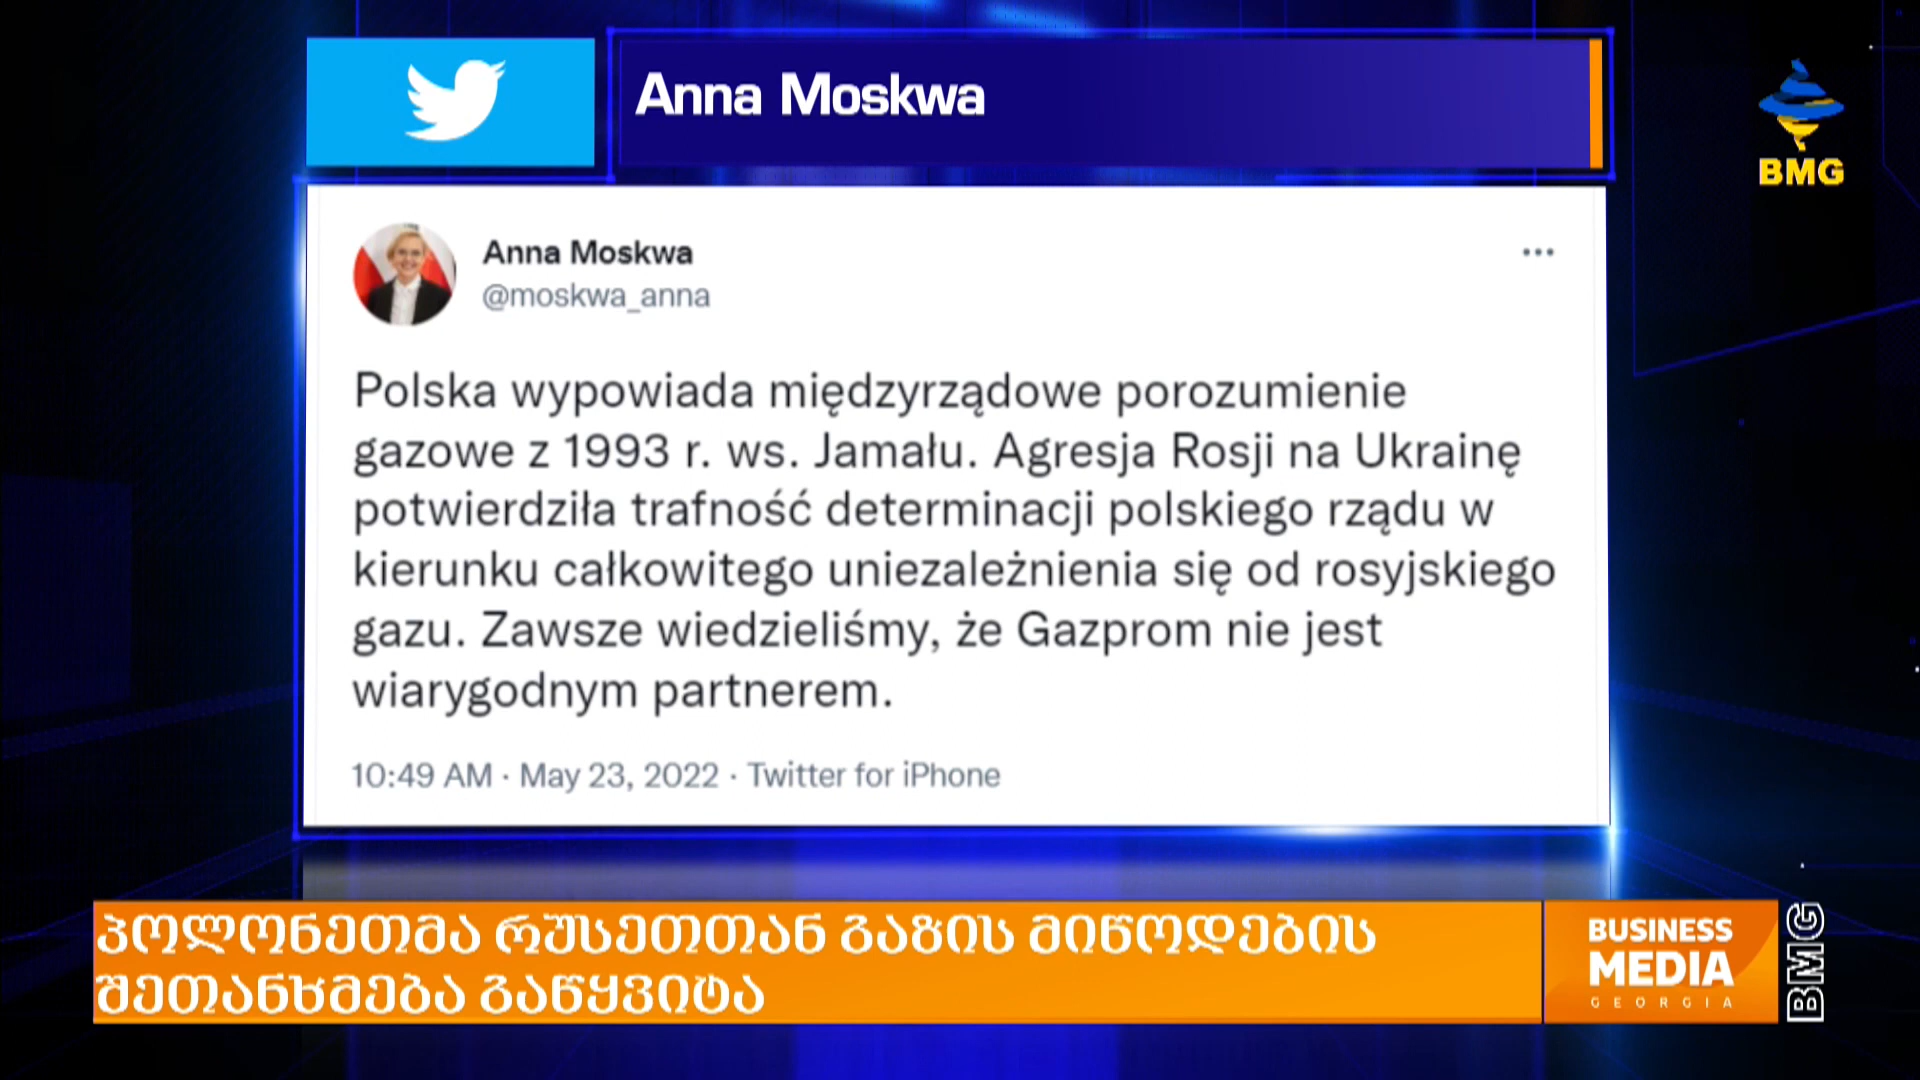 Anna Moskwa
BMG
Anna Moskwa
@moskwa_anna
Polska wypowiada międzyrządowe porozumienie
gazowe z 1993 r. ws. Jamału. Agresja Rosji na Ukrainę
potwierdziła trafność determinacji polskiego rządu w
kierunku całkowitego uniezależnienia się od rosyjskiego
gazu. Zawsze wiedzieliśmy, że Gazprom nie jest
wiarygodnym partnerem.
10:49 AM · May 23, 2022 · Twitter for iPhone
პოლონეთმა რუსეთთან გაზის მიწოდების
შეთანხმება გაწყვიტა
BUSINESS
MEDIA
GEORGIA
BMG